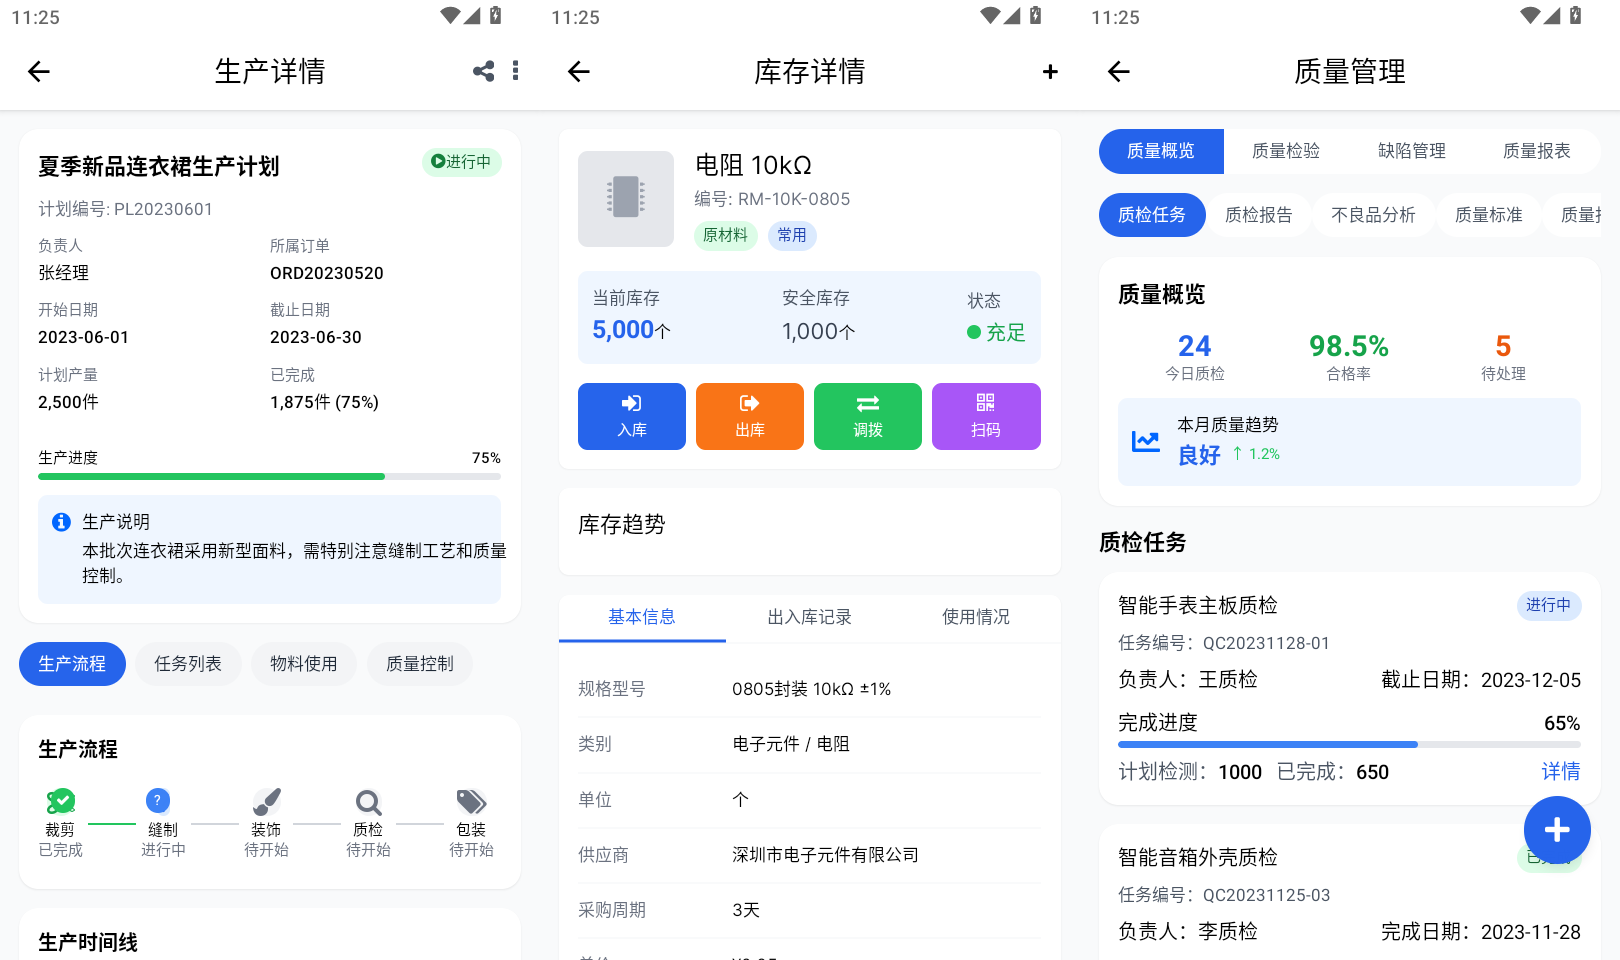 11:25
生产详情
夏季新品连衣裙生产计划
进行中
计划编号: PL20230601
负责人
所属订单
张经理
ORD20230520
开始日期
截止日期
2023-06-01
2023-06-30
计划产量
已完成
2,500件
1,875件 (75%)
生产进度
75%
生产说明
本批次连衣裙采用新型面料，需特别注意缝制工艺和质量
控制。
生产流程
任务列表
物料使用
质量控制
生产流程
裁剪
缝制
装饰
质检
包装
已完成
进行中
待开始
待开始
待开始
生产时间线
11:25
库存详情
电阻 10kΩ
编号: RM-10K-0805
原材料
常用
当前库存
安全库存
状态
5,000个
1,000个
充足
入库
出库
调拨
扫码
库存趋势
基本信息
出入库记录
使用情况
规格型号
0805封装 10kΩ ±1%
类别
电子元件 / 电阻
单位
个
供应商
深圳市电子元件有限公司
采购周期
3天
11:25
质量管理
质量概览
质量检验
缺陷管理
质量报表
质检任务
质检报告
不良品分析
质量标准
质量概览
24
98.5%
5
今日质检
合格率
待处理
本月质量趋势
良好 ↑ 1.2%
质检任务
智能手表主板质检
进行中
任务编号：QC20231128-01
负责人：王质检
截止日期：2023-12-05
完成进度
65%
计划检测：1000 已完成：650
详情
智能音箱外壳质检
任务编号：QC20231125-03
负责人：李质检
完成日期：2023-11-28